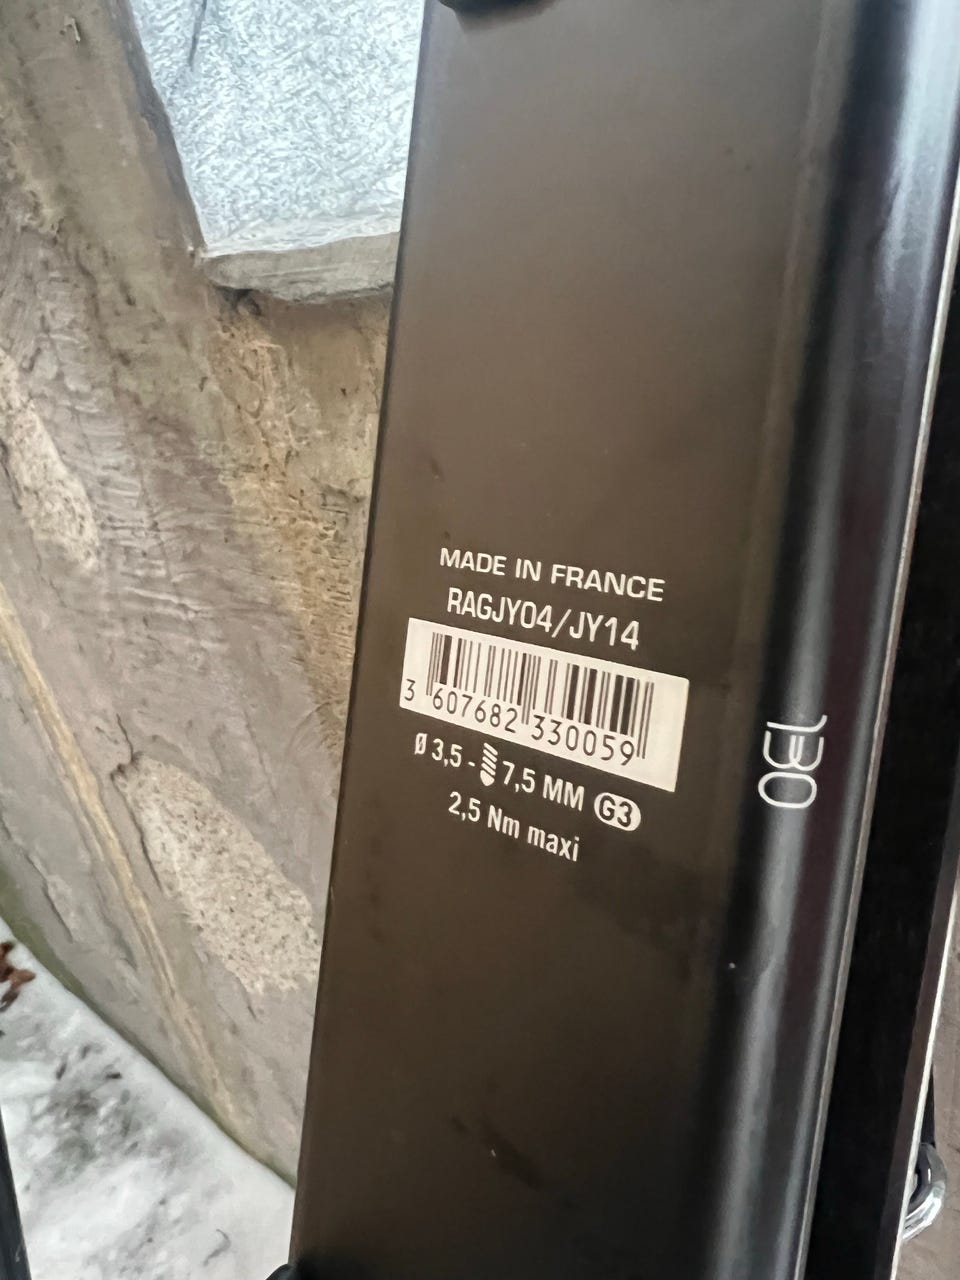 MADE IN FRANCE
RAGJY04/JY14
3 607682 330059
Ø 3,5 - 7,5 MM G3
2,5 Nm maxi
130